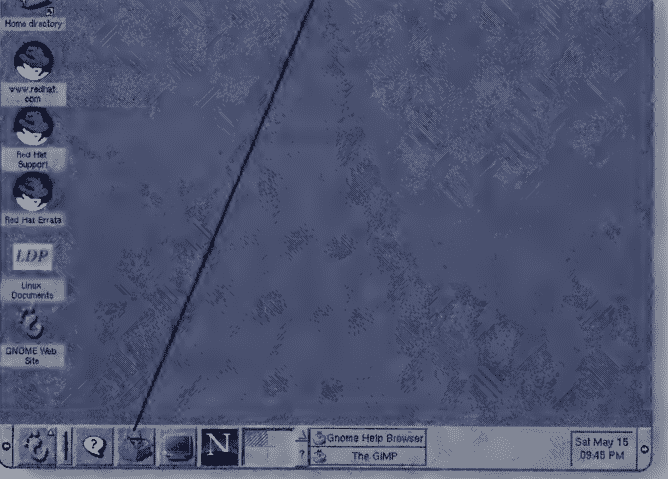 Home directory
www.redhat.
com
Red Hat
Support
Red Hat Errata
LDP
Linux
Documents
GNOME Web
Site
?
N
?
Gnome Help Browser
The GIMP
Sat May 15
09:45 PM